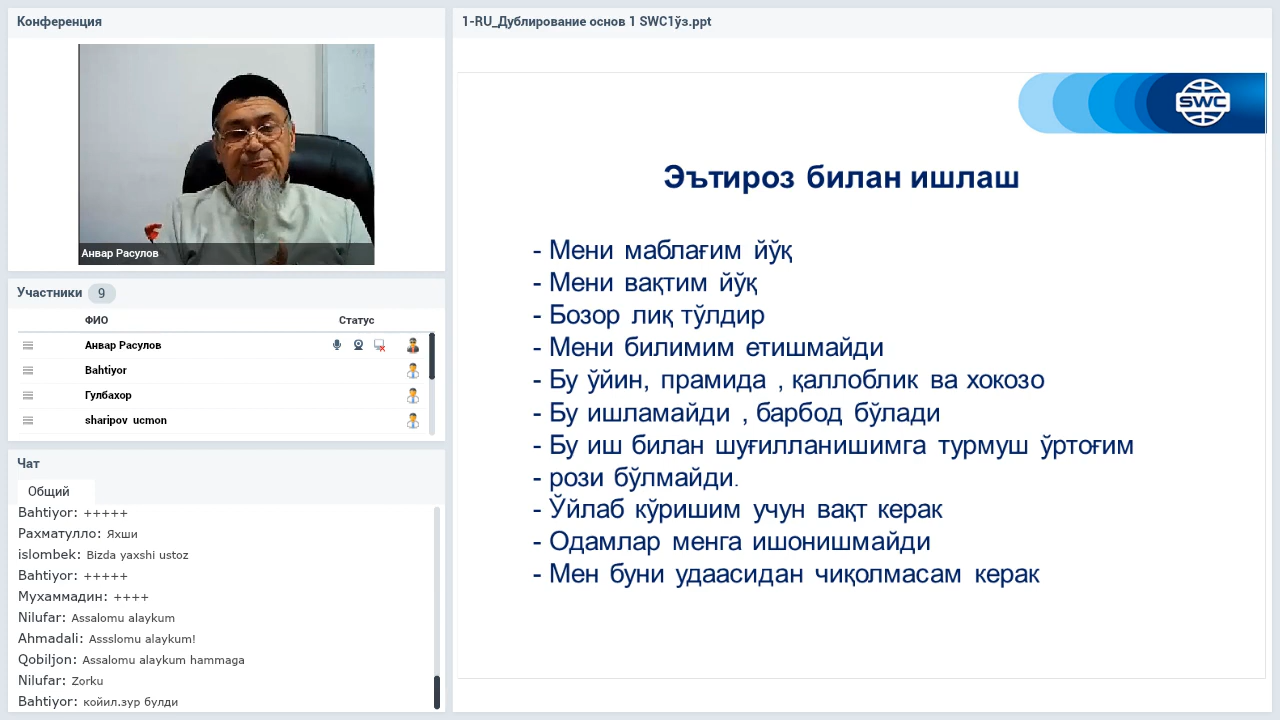 Конференция
Анвар Расулов
Участники 9
ФИО Статус
Анвар Расулов
Bahtiyor
Гулбахор
sharipov ucmon
Чат
Общий
Bahtiyor: +++++
Рахматулло: Яхши
islombek: Bizda yaxshi ustoz
Bahtiyor: +++++
Мухаммадин: ++++
Nilufar: Assalomu alaykum
Ahmadali: Assslomu alaykum!
Qobiljon: Assalomu alaykum hammaga
Nilufar: Zorku
Bahtiyor: койил.зур булди
1-RU_Дублирование основ 1 SWC1ўз.ppt
SWC
Эътироз билан ишлаш
- Мени маблағим йўқ
- Мени вақтим йўқ
- Бозор лиқ тўлдир
- Мени билимим етишмайди
- Бу ўйин, прамида , қаллоблик ва хокозо
- Бу ишламайди , барбод бўлади
- Бу иш билан шуғилланишимга турмуш ўртоғим
- рози бўлмайди.
- Ўйлаб кўришим учун вақт керак
- Одамлар менга ишонишмайди
- Мен буни удаасидан чиқолмасам керак